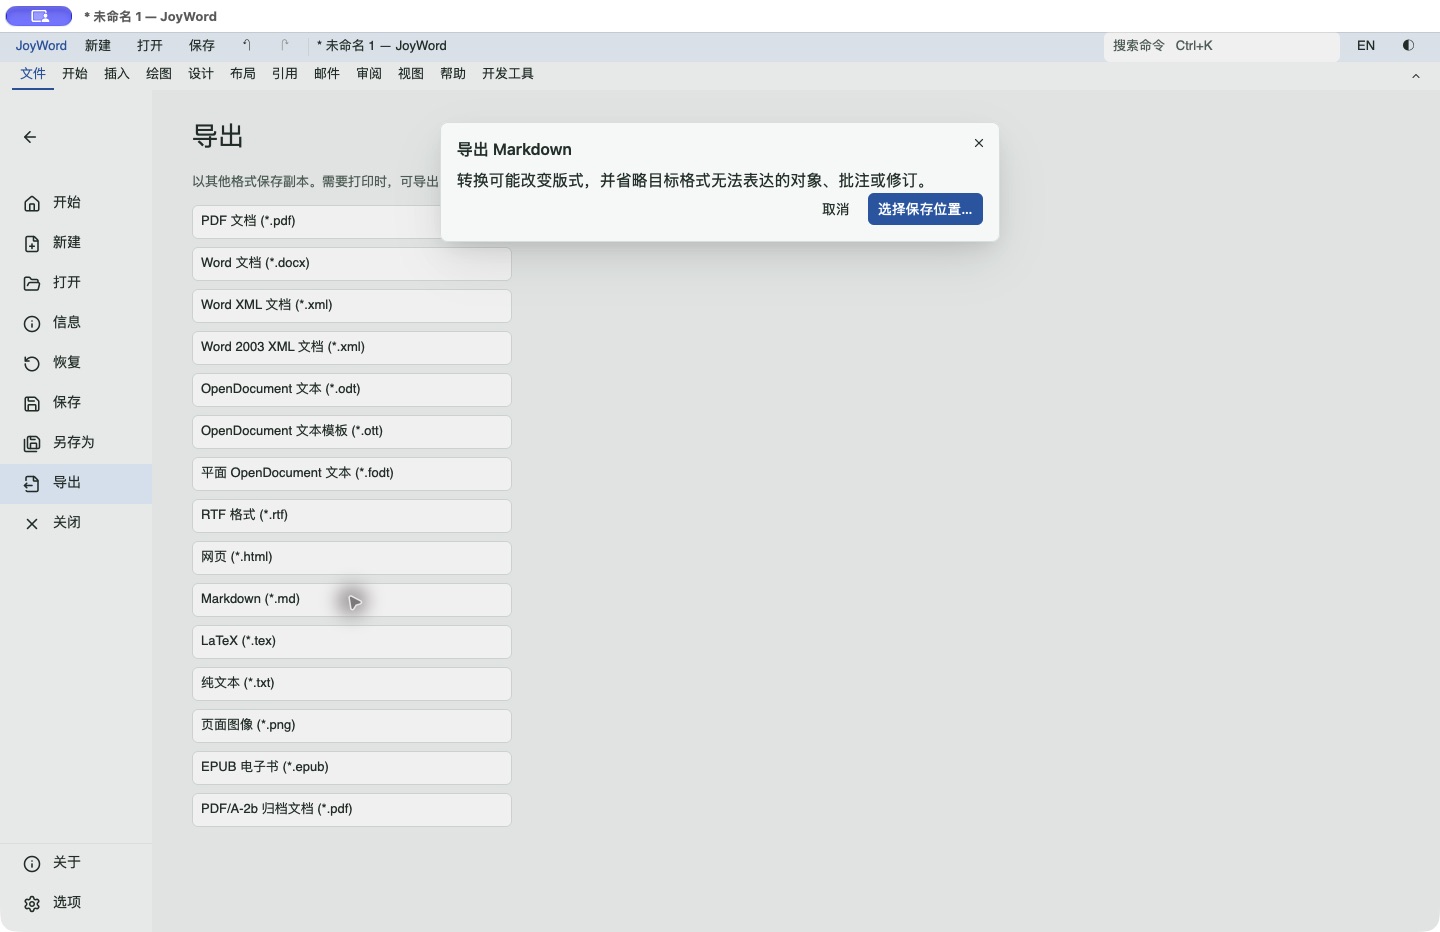 * 未命名 1 — JoyWord
JoyWord 新建 打开 保存 * 未命名 1 — JoyWord 搜索命令 Ctrl+K EN
文件 开始 插入 绘图 设计 布局 引用 邮件 审阅 视图 帮助 开发工具
开始
新建
打开
信息
恢复
保存
另存为
导出
关闭
关于
选项
导出
以其他格式保存副本。需要打印时，可导出
PDF 文档 (*.pdf)
Word 文档 (*.docx)
Word XML 文档 (*.xml)
Word 2003 XML 文档 (*.xml)
OpenDocument 文本 (*.odt)
OpenDocument 文本模板 (*.ott)
平面 OpenDocument 文本 (*.fodt)
RTF 格式 (*.rtf)
网页 (*.html)
Markdown (*.md)
LaTeX (*.tex)
纯文本 (*.txt)
页面图像 (*.png)
EPUB 电子书 (*.epub)
PDF/A-2b 归档文档 (*.pdf)
导出 Markdown
转换可能改变版式，并省略目标格式无法表达的对象、批注或修订。
取消 选择保存位置...